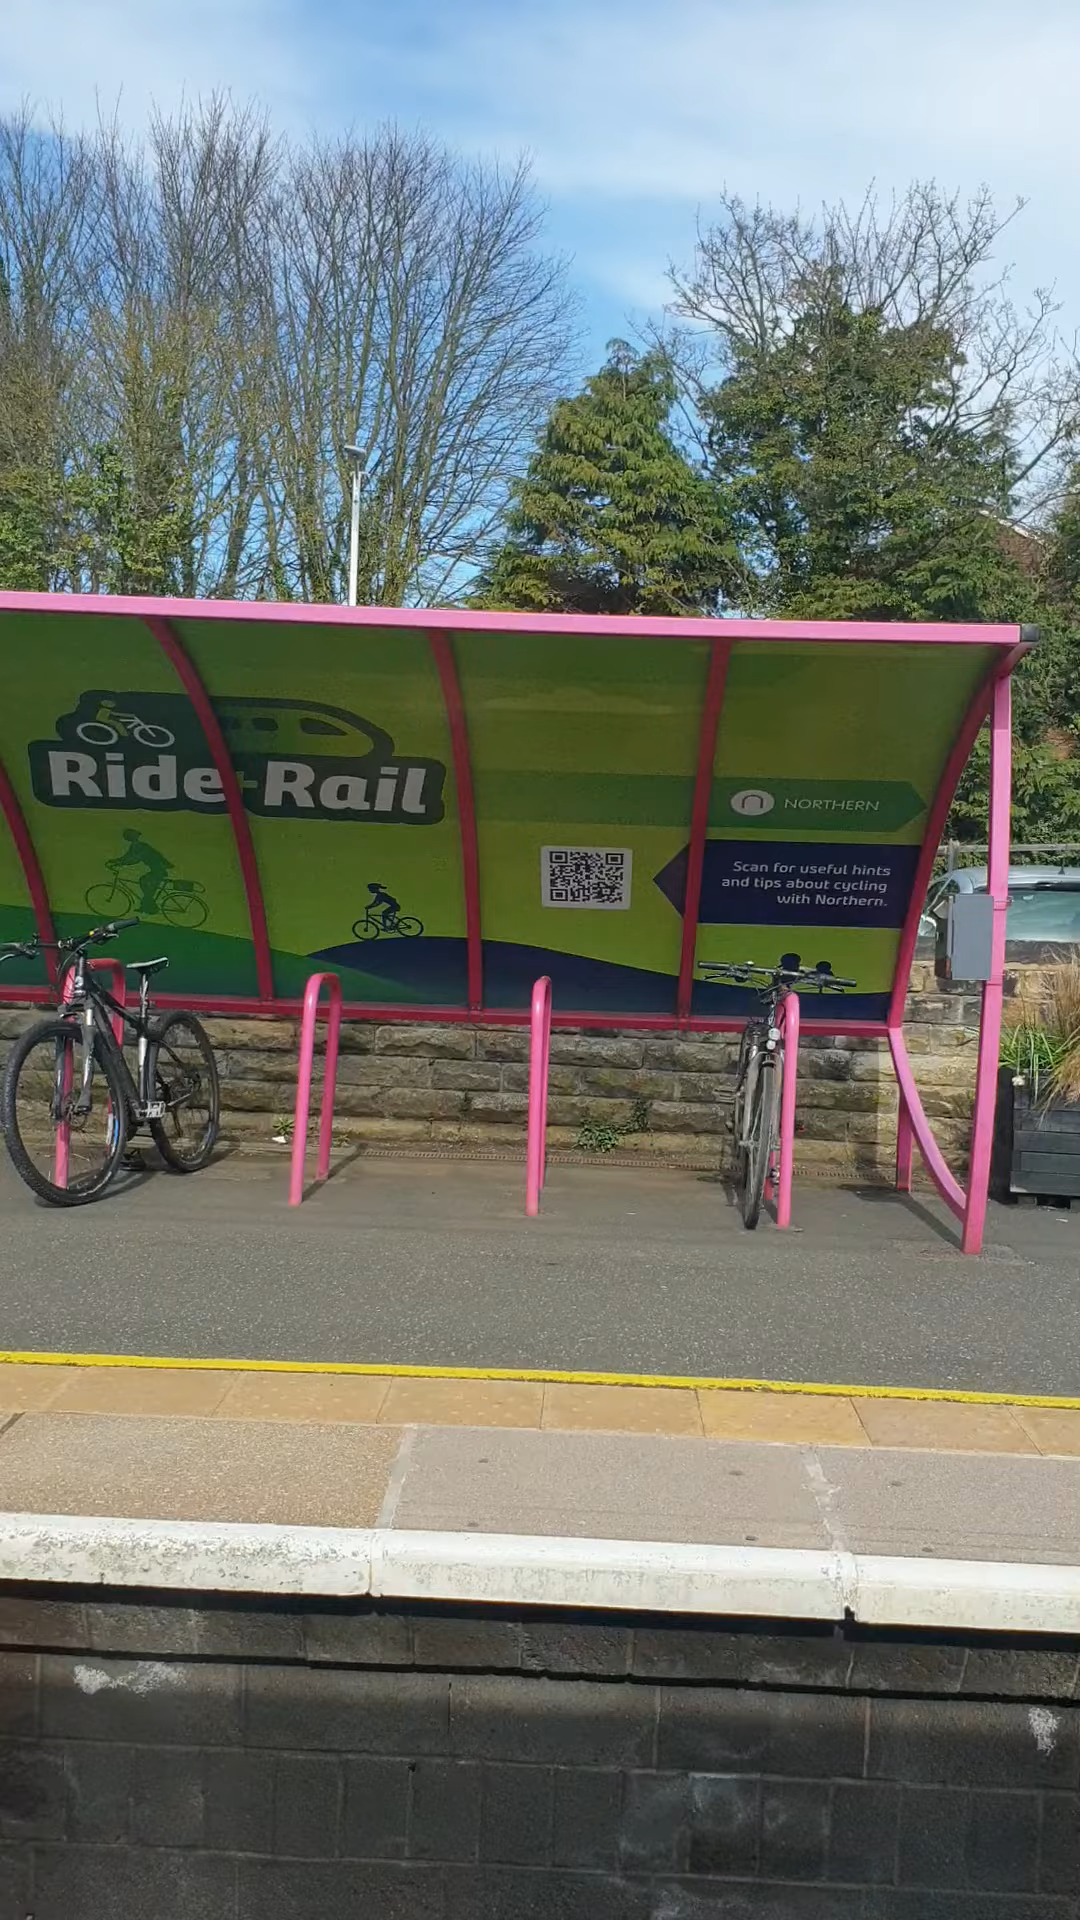 Ride+Rail
NORTHERN
Scan for useful hints
and tips about cycling
with Northern.